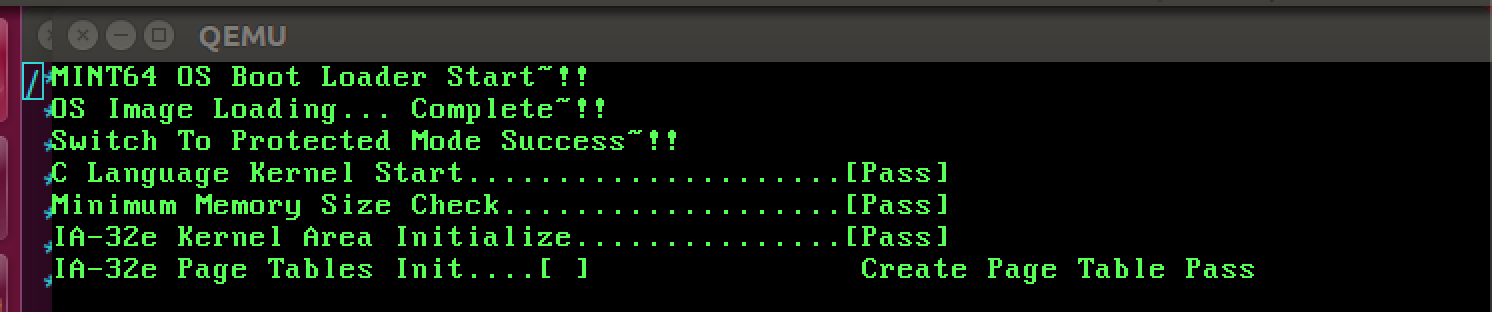 QEMU
MINT64 OS Boot Loader Start~!!
OS Image Loading... Complete~!!
Switch To Protected Mode Success~!!
C Language Kernel Start.....................[Pass]
Minimum Memory Size Check...................[Pass]
IA-32e Kernel Area Initialize...............[Pass]
IA-32e Page Tables Init....[ ]               Create Page Table Pass